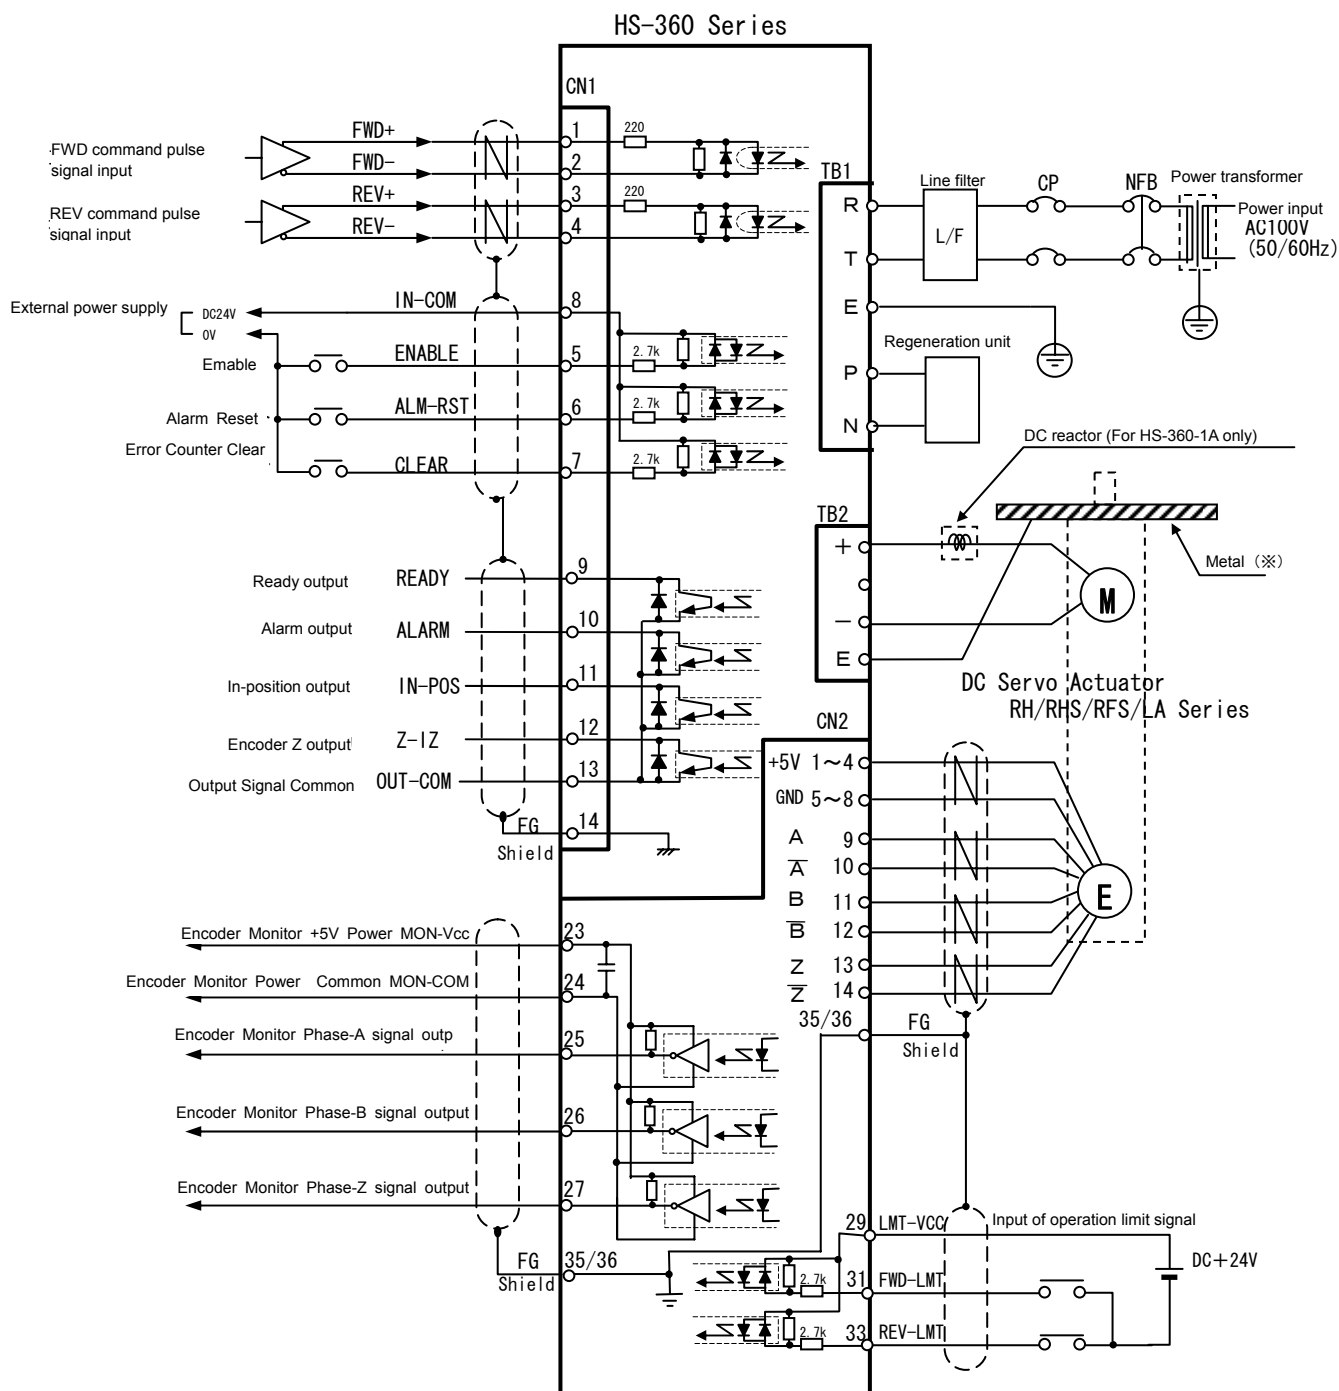 HS-360 Series
CN1
FWD command pulse
signal input
FWD+
1
220
FWD-
2
REV command pulse
signal input
REV+
3
220
REV-
4
TB1
Line filter
CP
NFB
Power transformer
R
L/F
Power input
AC100V
(50/60Hz)
T
E
Regeneration unit
P
N
External power supply
DC24V
0V
IN-COM
8
Emable
ENABLE
5
2.7k
Alarm Reset
ALM-RST
6
2.7k
Error Counter Clear
CLEAR
7
2.7k
DC reactor (For HS-360-1A only)
TB2
+
Metal (※)
M
−
E
DC Servo Actuator
RH/RHS/RFS/LA Series
Ready output
READY
9
Alarm output
ALARM
10
In-position output
IN-POS
11
Encoder Z output
Z-IZ
12
Output Signal Common
OUT-COM
13
FG
14
Shield
CN2
+5V 1～4
GND 5～8
A 9
A̅ 10
B 11
B̅ 12
Z 13
Z̅ 14
E
35/36
FG
Shield
Encoder Monitor +5V Power MON-Vcc
23
Encoder Monitor Power Common MON-COM
24
Encoder Monitor Phase-A signal outp
25
Encoder Monitor Phase-B signal output
26
Encoder Monitor Phase-Z signal output
27
FG
35/36
Shield
29 LMT-VCC
Input of operation limit signal
DC+24V
2.7k
31 FWD-LMT
2.7k
33 REV-LMT